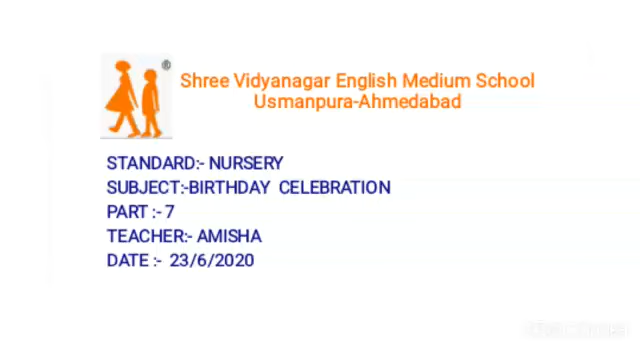 ®
Shree Vidyanagar English Medium School
Usmanpura-Ahmedabad
STANDARD:- NURSERY
SUBJECT:-BIRTHDAY CELEBRATION
PART :- 7
TEACHER:- AMISHA
DATE :- 23/6/2020